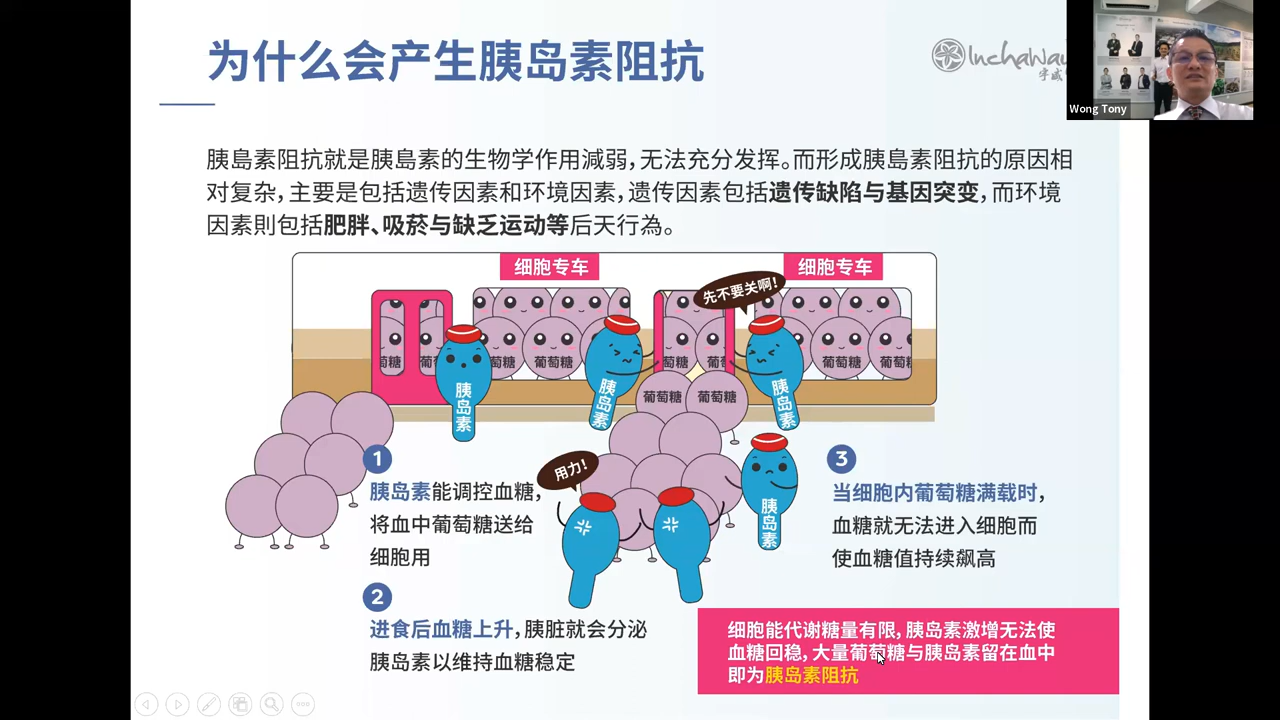 为什么会产生胰岛素阻抗
Wong Tony
胰島素阻抗就是胰島素的生物学作用減弱，无法充分发挥。而形成胰岛素阻抗的原因相
对复杂，主要是包括遗传因素和环境因素，遗传因素包括遗传缺陷与基因突变，而环境
因素則包括肥胖、吸菸与缺乏运动等后天行為。
细胞专车
细胞专车
先不要关啊！
葡萄糖
葡萄糖
葡萄糖
葡萄糖
葡萄糖
葡萄糖
葡萄糖
胰岛素
胰岛素
胰岛素
用力！
胰岛素
1
胰岛素能调控血糖，
将血中葡萄糖送给
细胞用
2
进食后血糖上升，胰脏就会分泌
胰岛素以维持血糖稳定
3
当细胞内葡萄糖满载时，
血糖就无法进入细胞而
使血糖值持续飙高
细胞能代谢糖量有限，胰岛素激增无法使
血糖回稳，大量葡萄糖与胰岛素留在血中
即为胰岛素阻抗